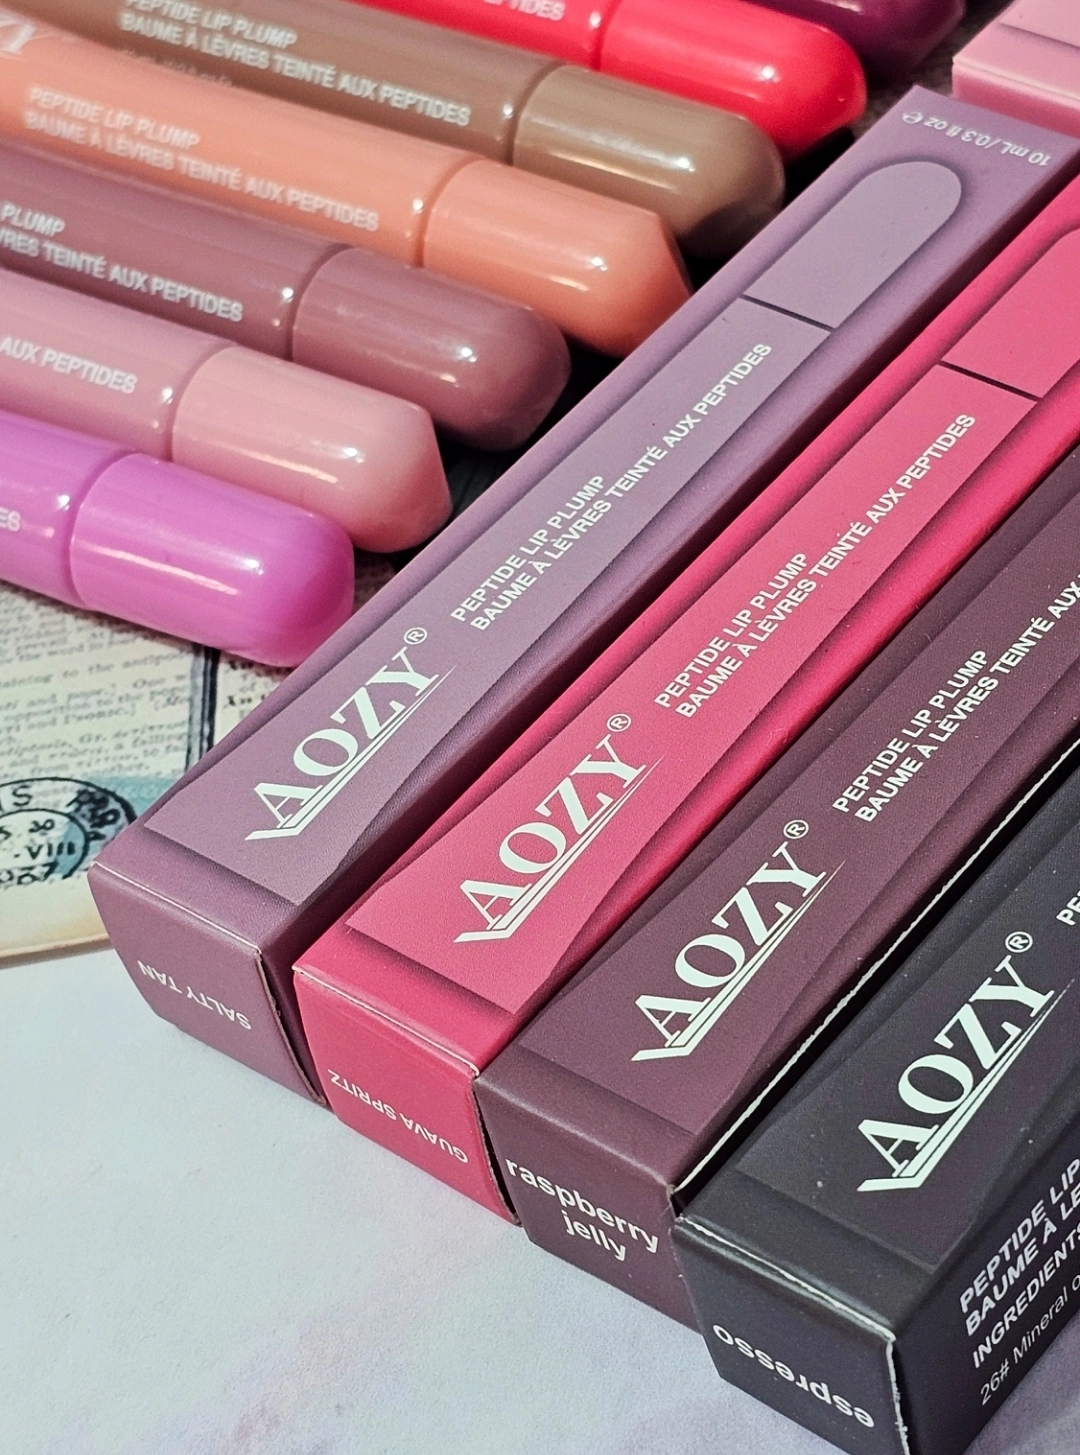 PEPTIDES
PEPTIDE LIP PLUMP
BAUME À LÈVRES TEINTÉ AUX PEPTIDES
PEPTIDE LIP PLUMP
BAUME À LÈVRES TEINTÉ AUX PEPTIDES
PLUMP
TEINTÉ AUX PEPTIDES
AUX PEPTIDES
10 mL/0.3 fl oz e
AOZY®
PEPTIDE LIP PLUMP
BAUME À LÈVRES TEINTÉ AUX PEPTIDES
SALTY TAN
AOZY®
PEPTIDE LIP PLUMP
BAUME À LÈVRES TEINTÉ AUX PEPTIDES
GUAVA SPRITZ
AOZY®
PEPTIDE LIP PLUMP
BAUME À LÈVRES TEINTÉ AUX
raspberry
jelly
AOZY®
espresso
PEPTIDE LIP
BAUME À
INGREDIENTS
26# Mineral